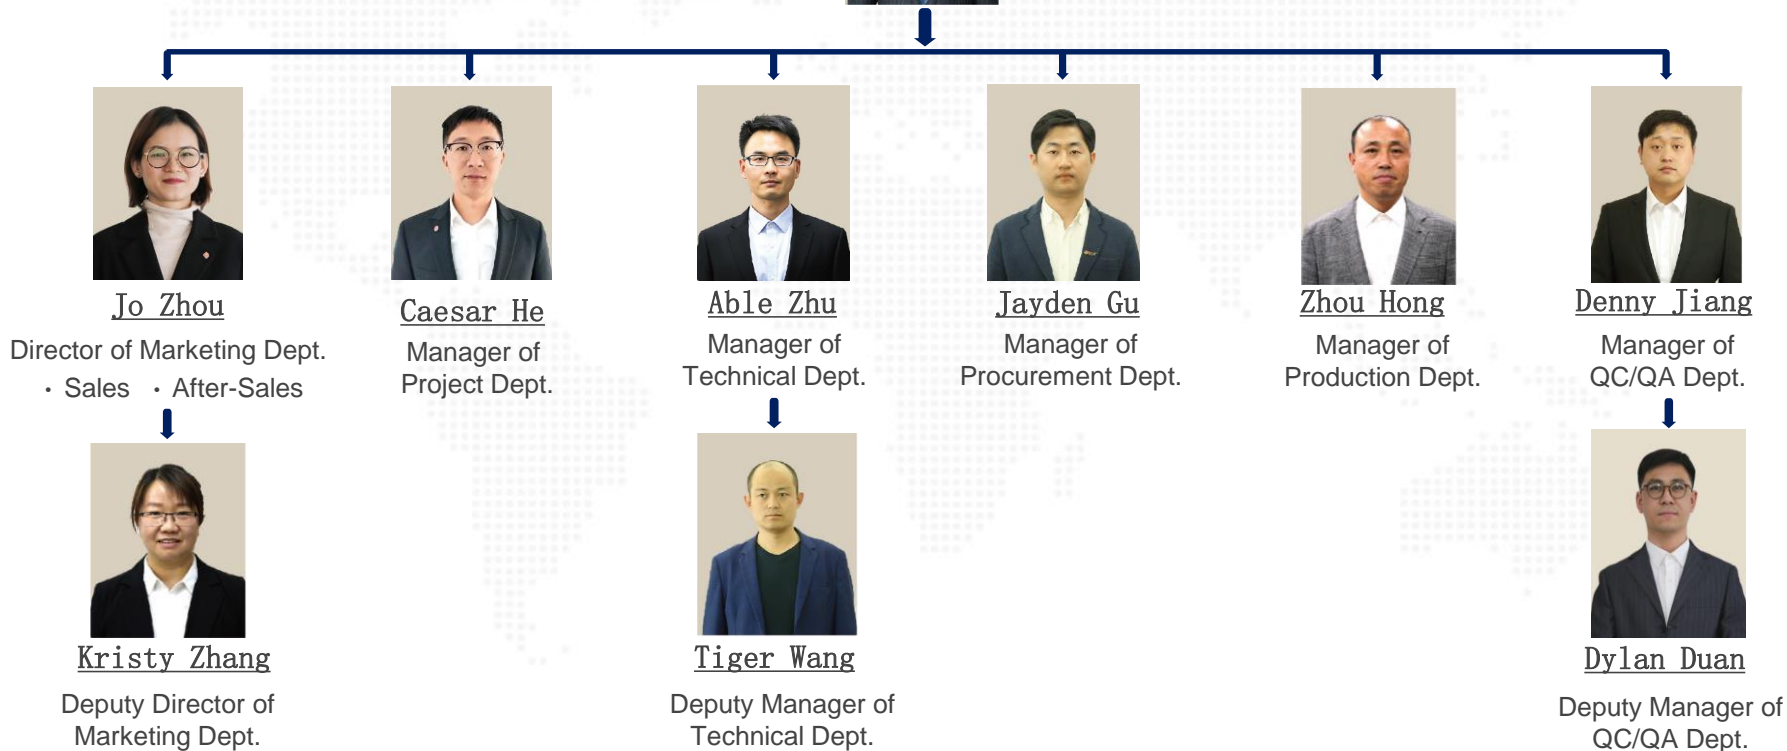 Jo Zhou
Director of Marketing Dept.
· Sales · After-Sales
Caesar He
Manager of
Project Dept.
Able Zhu
Manager of
Technical Dept.
Jayden Gu
Manager of
Procurement Dept.
Zhou Hong
Manager of
Production Dept.
Denny Jiang
Manager of
QC/QA Dept.
Kristy Zhang
Deputy Director of
Marketing Dept.
Tiger Wang
Deputy Manager of
Technical Dept.
Dylan Duan
Deputy Manager of
QC/QA Dept.